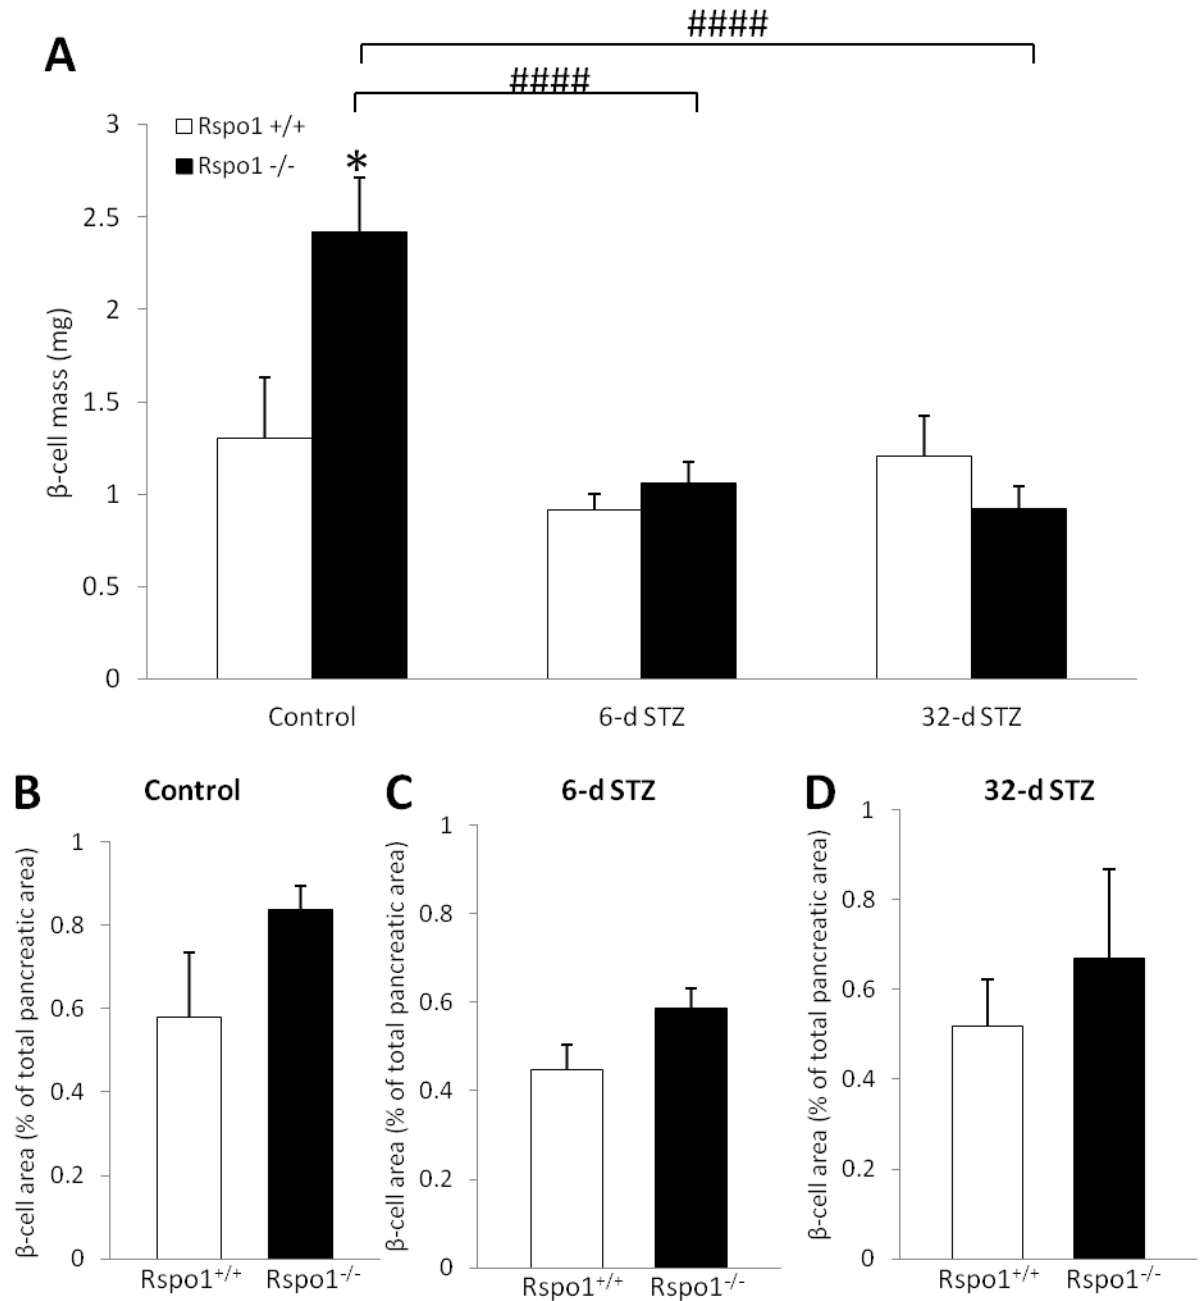 A
####
####
Rspo1 +/+
Rspo1 -/-
*
3
2.5
2
1.5
1
0.5
0
β-cell mass (mg)
Control
6-d STZ
32-d STZ
B
Control
β-cell area (% of total pancreatic area)
1
0.8
0.6
0.4
0.2
0
Rspo1+/+
Rspo1-/-
C
6-d STZ
β-cell area (% of total pancreatic area)
1
0.8
0.6
0.4
0.2
0
Rspo1+/+
Rspo1-/-
D
32-d STZ
β-cell area (% of total pancreatic area)
1
0.8
0.6
0.4
0.2
0
Rspo1+/+
Rspo1-/-